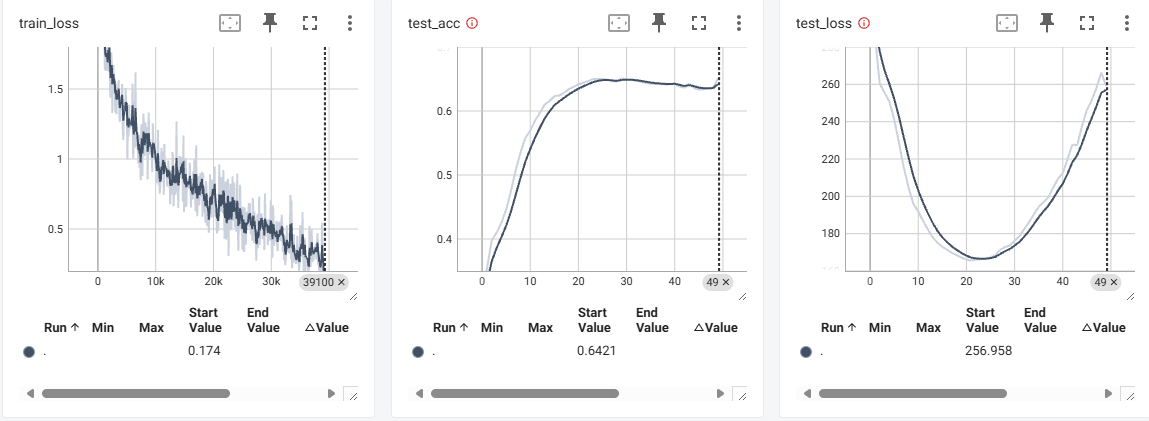 train_loss
1.5
1
0.5
0 10k 20k 30k 39100 ×
Run ↑ Min Max Start Value End Value △Value
. 0.174
test_acc
0.6
0.5
0.4
0 10 20 30 40 49 ×
Run ↑ Min Max Start Value End Value △Value
. 0.6421
test_loss
260
240
220
200
180
0 10 20 30 40 49 ×
Run ↑ Min Max Start Value End Value △Value
. 256.958